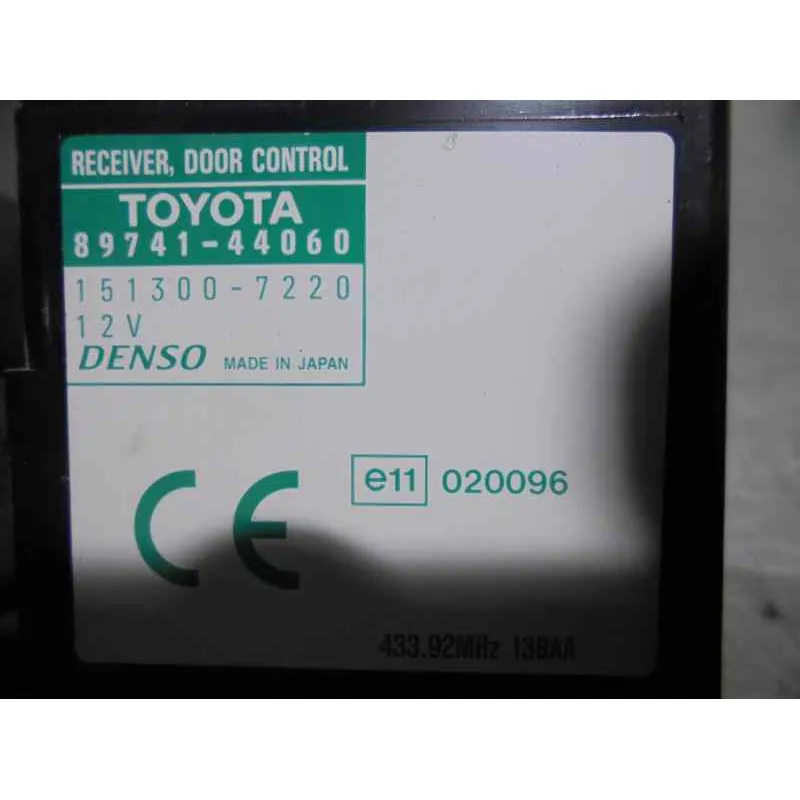 RECEIVER, DOOR CONTROL
TOYOTA
89741-44060
151300-7220
12V
DENSO MADE IN JAPAN
CE
e11 020096
433.92MHz 13BAA